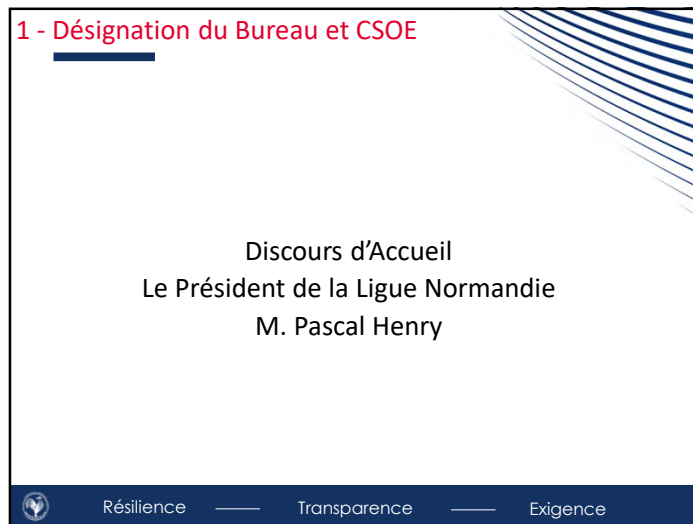 1 - Désignation du Bureau et CSOE
Discours d’Accueil
Le Président de la Ligue Normandie
M. Pascal Henry
Résilience —— Transparence —— Exigence